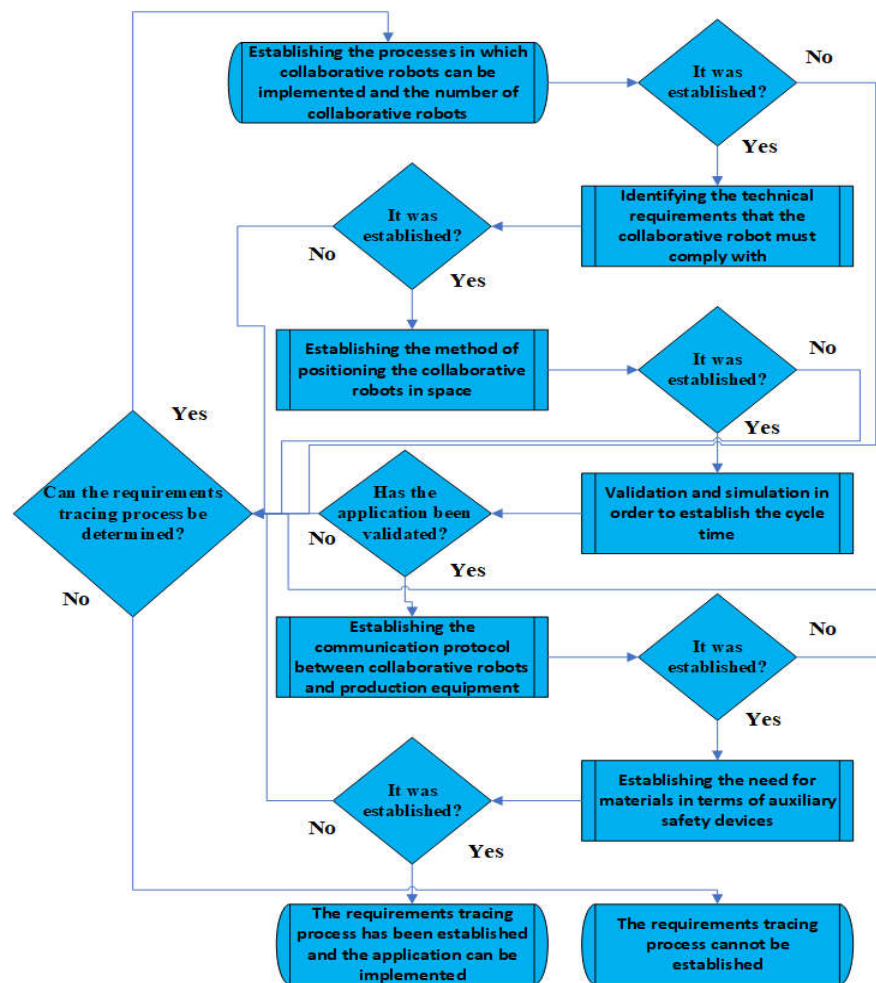 Establishing the processes in which
collaborative robots can be
implemented and the number of
collaborative robots
It was
established?
No
Yes
Identifying the technical
requirements that the
collaborative robot must
comply with
It was
established?
No
Yes
Establishing the method of
positioning the collaborative
robots in space
It was
established?
No
Yes
Yes
Can the requirements
tracing process be
determined?
No
Has the
application been
validated?
No
Yes
Validation and simulation in
order to establish the cycle
time
Establishing the
communication protocol
between collaborative robots
and production equipment
It was
established?
No
Yes
Establishing the need for
materials in terms of auxiliary
safety devices
It was
established?
No
Yes
The requirements tracing
process has been established
and the application can be
implemented
The requirements tracing
process cannot be
established